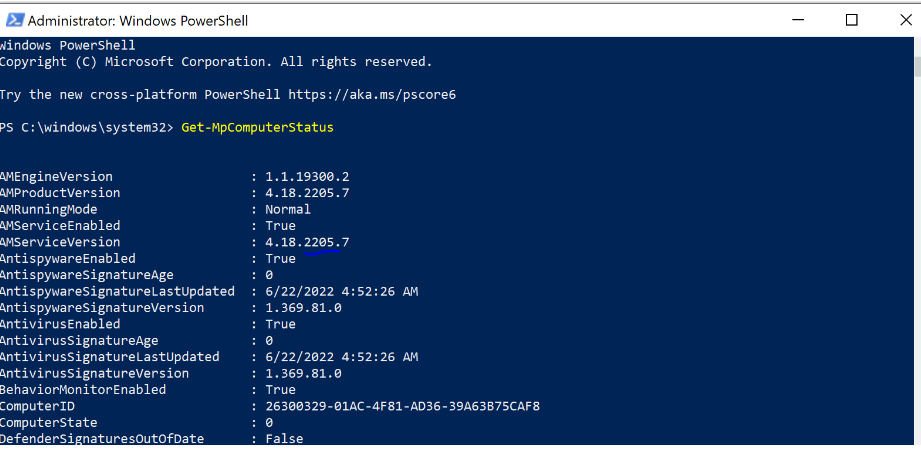 Administrator: Windows PowerShell
Windows PowerShell
Copyright (C) Microsoft Corporation. All rights reserved.
Try the new cross-platform PowerShell https://aka.ms/pscore6
PS C:\windows\system32> Get-MpComputerStatus
AMEngineVersion : 1.1.19300.2
AMProductVersion : 4.18.2205.7
AMRunningMode : Normal
AMServiceEnabled : True
AMServiceVersion : 4.18.2205.7
AntispywareEnabled : True
AntispywareSignatureAge : 0
AntispywareSignatureLastUpdated : 6/22/2022 4:52:26 AM
AntispywareSignatureVersion : 1.369.81.0
AntivirusEnabled : True
AntivirusSignatureAge : 0
AntivirusSignatureLastUpdated : 6/22/2022 4:52:26 AM
AntivirusSignatureVersion : 1.369.81.0
BehaviorMonitorEnabled : True
ComputerID : 26300329-01AC-4F81-AD36-39A63B75CAF8
ComputerState : 0
DefenderSignaturesOutOfDate : False